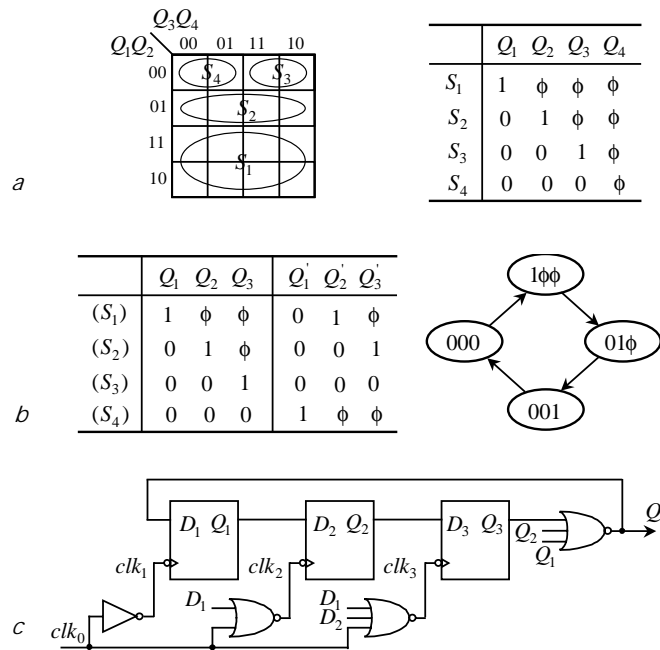 Q₃Q₄
Q₁Q₂ 00 01 11 10
00 S₄ S₃
01 S₂
11
S₁
10
a
Q₁ Q₂ Q₃ Q₄
S₁ 1 ϕ ϕ ϕ
S₂ 0 1 ϕ ϕ
S₃ 0 0 1 ϕ
S₄ 0 0 0 ϕ
Q₁ Q₂ Q₃ Q₁' Q₂' Q₃'
(S₁) 1 ϕ ϕ 0 1 ϕ
(S₂) 0 1 ϕ 0 0 1
(S₃) 0 0 1 0 0 0
(S₄) 0 0 0 1 ϕ ϕ
b
1ϕϕ
000 01ϕ
001
D₁ Q₁ D₂ Q₂ D₃ Q₃ Q
Q₂
Q₁
clk₁ clk₂ clk₃
D₁ D₁
D₂
c clk₀